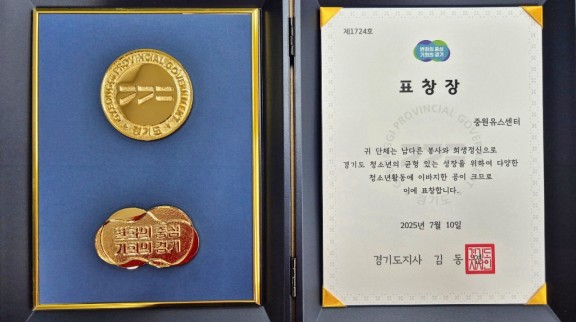 GYEONGGI PROVINCIAL GOVERNMENT
경기도
변화의 중심
기회의 경기
제1724호
변화의 중심
기회의 경기
표 창 장
중원유스센터
귀 단체는 남다른 봉사와 희생정신으로
경기도 청소년의 균형 있는 성장을 위하여 다양한
청소년활동에 이바지한 공이 크므로
이에 표창합니다.
2025년 7월 10일
경기도지사 김 동